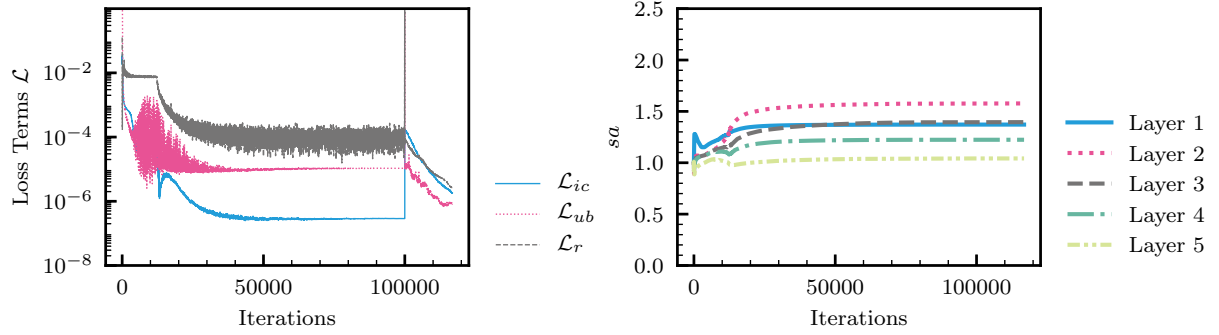 Loss Terms ℒ
10⁻²
10⁻⁴
10⁻⁶
10⁻⁸
0
50000
100000
Iterations
ℒ_ic
ℒ_ub
ℒ_r
sa
2.5
2.0
1.5
1.0
0.5
0.0
0
50000
100000
Iterations
Layer 1
Layer 2
Layer 3
Layer 4
Layer 5